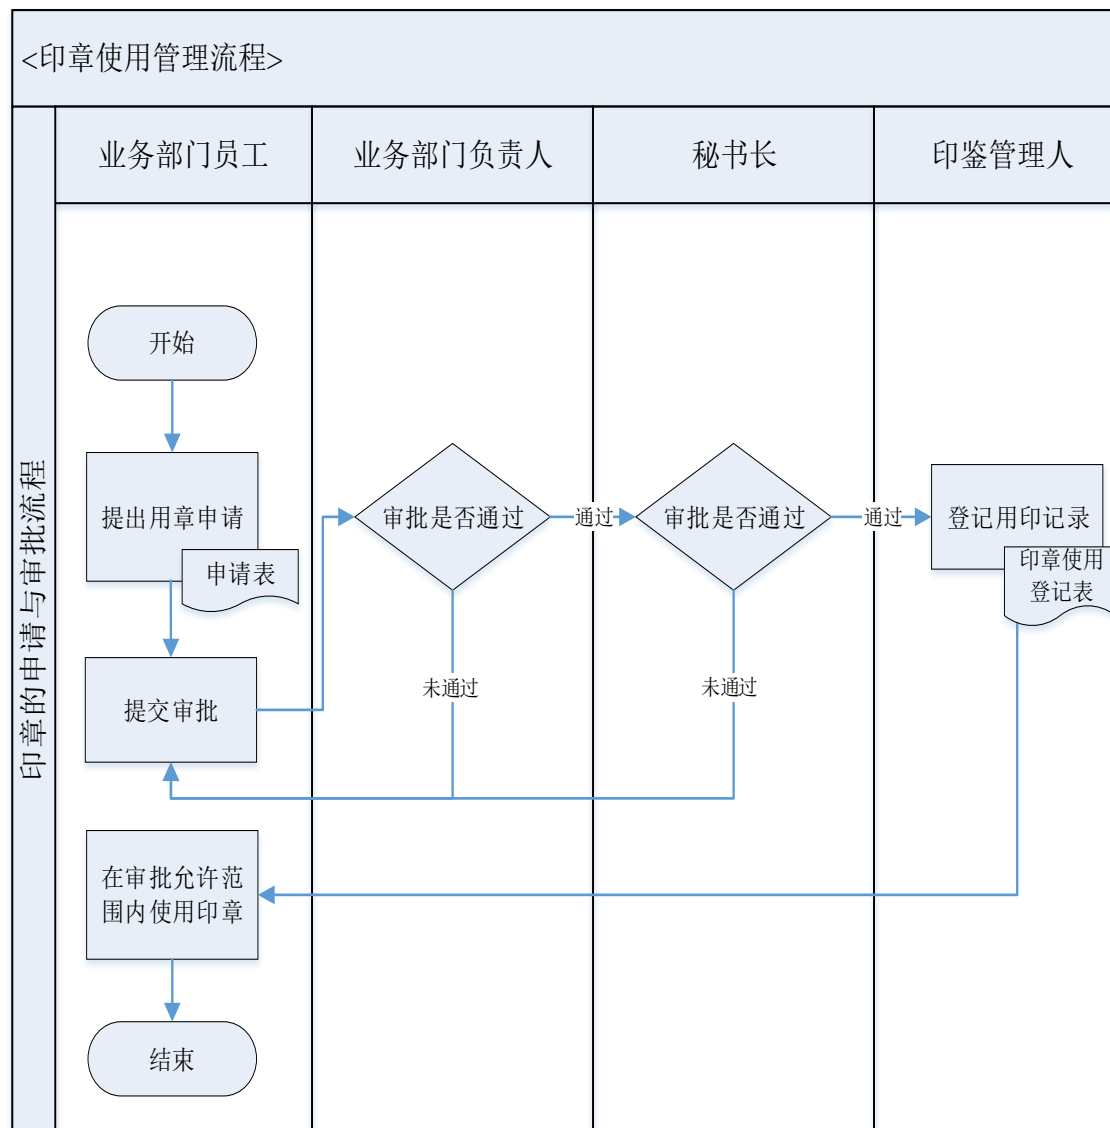 <印章使用管理流程>
业务部门员工
业务部门负责人
秘书长
印鉴管理人
印章的申请与审批流程
开始
提出用章申请
申请表
审批是否通过
通过
审批是否通过
通过
登记用印记录
印章使用
登记表
提交审批
未通过
未通过
在审批允许范
围内使用印章
结束